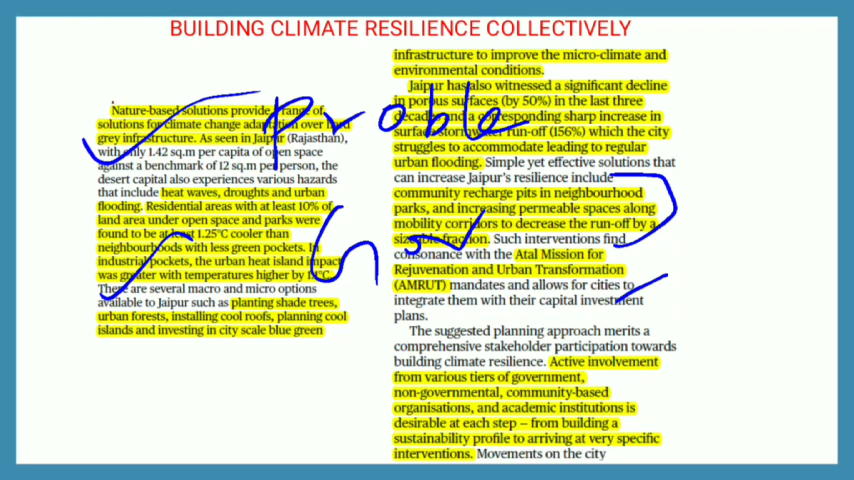 BUILDING CLIMATE RESILIENCE COLLECTIVELY
Nature-based solutions provide a range of
solutions for climate change adaptation over hard
grey infrastructure. As seen in Jaipur (Rajasthan),
with only 1.42 sq.m per capita of open space
against a benchmark of 12 sq.m per person, the
desert capital also experiences various hazards
that include heat waves, droughts and urban
flooding. Residential areas with at least 10% of
land area under open space and parks were
found to be at least 1.25°C cooler than
neighbourhoods with less green pockets. In
industrial pockets, the urban heat island impact
was greater with temperatures higher by
There are several macro and micro options
available to Jaipur such as planting shade trees,
urban forests, installing cool roofs, planning cool
islands and investing in city scale blue green
infrastructure to improve the micro-climate and
environmental conditions.
Jaipur has also witnessed a significant decline
in porous surfaces (by 50%) in the last three
decades and a corresponding sharp increase in
surface stormwater run-off (156%) which the city
struggles to accommodate leading to regular
urban flooding. Simple yet effective solutions that
can increase Jaipur's resilience include
community recharge pits in neighbourhood
parks, and increasing permeable spaces along
mobility corridors to decrease the run-off by a
sizeable fraction. Such interventions find
consonance with the Atal Mission for
Rejuvenation and Urban Transformation
(AMRUT) mandates and allows for cities to
integrate them with their capital investment
plans.
The suggested planning approach merits a
comprehensive stakeholder participation towards
building climate resilience. Active involvement
from various tiers of government,
non-governmental, community-based
organisations, and academic institutions is
desirable at each step – from building a
sustainability profile to arriving at very specific
interventions. Movements on the city